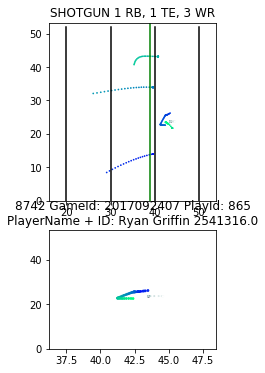 SHOTGUN 1 RB, 1 TE, 3 WR
50
40
30
20
10
0
20 30 40 50
8742 GameId: 2017092407 PlayId: 865
PlayerName + ID: Ryan Griffin 2541316.0
40
20
0
37.5 40.0 42.5 45.0 47.5